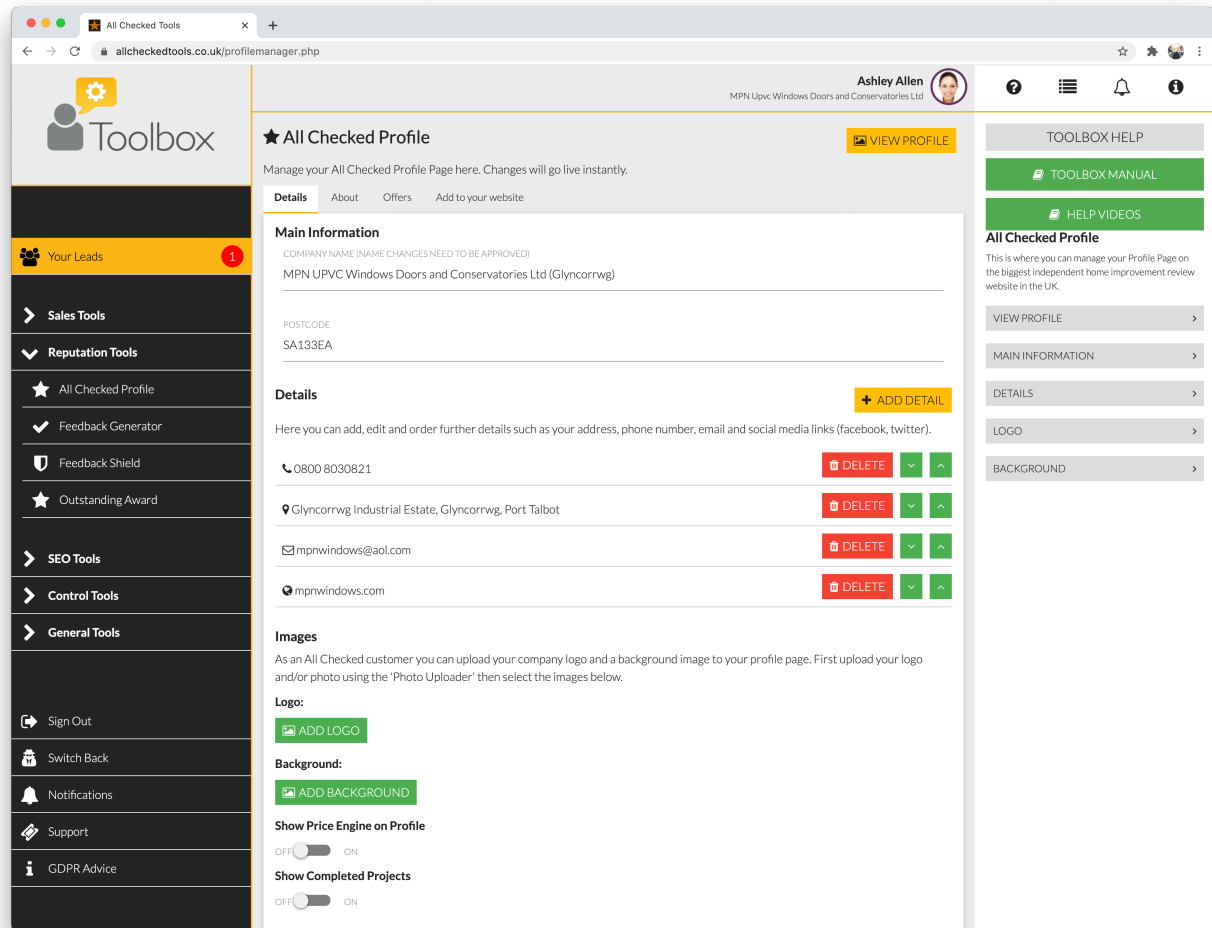 All Checked Tools
allcheckedtools.co.uk/profilemanager.php
Toolbox
Ashley Allen
MPN Upvc Windows Doors and Conservatories Ltd
Your Leads
1
Sales Tools
Reputation Tools
All Checked Profile
Feedback Generator
Feedback Shield
Outstanding Award
SEO Tools
Control Tools
General Tools
Sign Out
Switch Back
Notifications
Support
GDPR Advice
All Checked Profile
VIEW PROFILE
Manage your All Checked Profile Page here. Changes will go live instantly.
Details About Offers Add to your website
Main Information
COMPANY NAME (NAME CHANGES NEED TO BE APPROVED)
MPN UPVC Windows Doors and Conservatories Ltd (Glyncorrwg)
POSTCODE
SA133EA
Details
ADD DETAIL
Here you can add, edit and order further details such as your address, phone number, email and social media links (facebook, twitter).
0800 8030821 DELETE
Glyncorrwg Industrial Estate, Glyncorrwg, Port Talbot DELETE
mpnwindows@aol.com DELETE
mpnwindows.com DELETE
Images
As an All Checked customer you can upload your company logo and a background image to your profile page. First upload your logo
and/or photo using the 'Photo Uploader' then select the images below.
Logo:
ADD LOGO
Background:
ADD BACKGROUND
Show Price Engine on Profile
OFF ON
Show Completed Projects
OFF ON
TOOLBOX HELP
TOOLBOX MANUAL
HELP VIDEOS
All Checked Profile
This is where you can manage your Profile Page on
the biggest independent home improvement review
website in the UK.
VIEW PROFILE
MAIN INFORMATION
DETAILS
LOGO
BACKGROUND